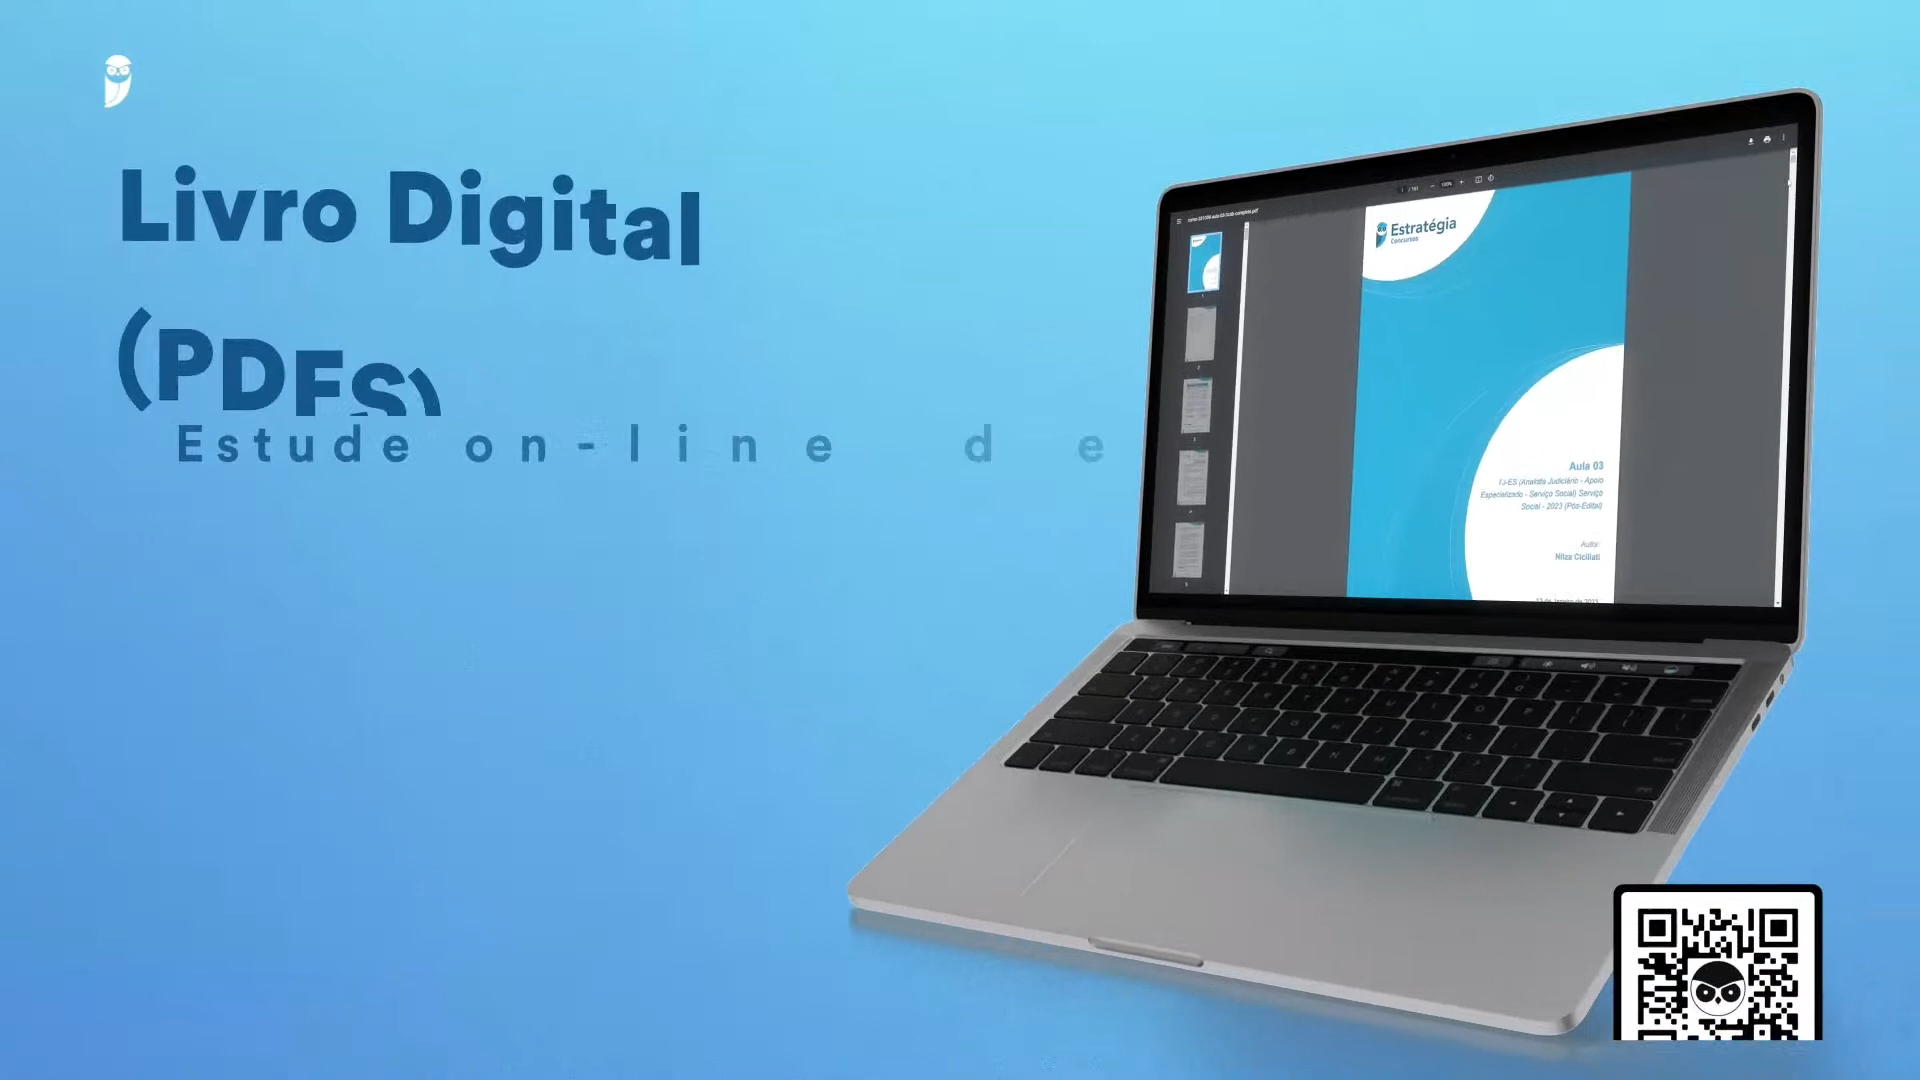 Livro Digital
(PDFs)
Estude on-line de
Estratégia
Concursos
Aula 03
TJ-ES (Analista Judiciário - Apoio
Especializado - Serviço Social) Serviço
Social - 2023 (Pós-Edital)
Autor:
Nilza Ciciliati